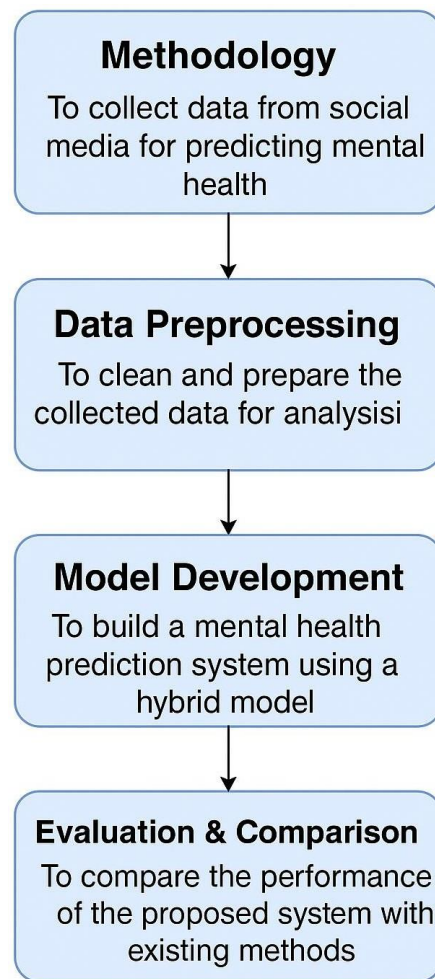 Methodology
To collect data from social
media for predicting mental
health
Data Preprocessing
To clean and prepare the
collected data for analysisi
Model Development
To build a mental health
prediction system using a
hybrid model
Evaluation & Comparison
To compare the performance
of the proposed system with
existing methods